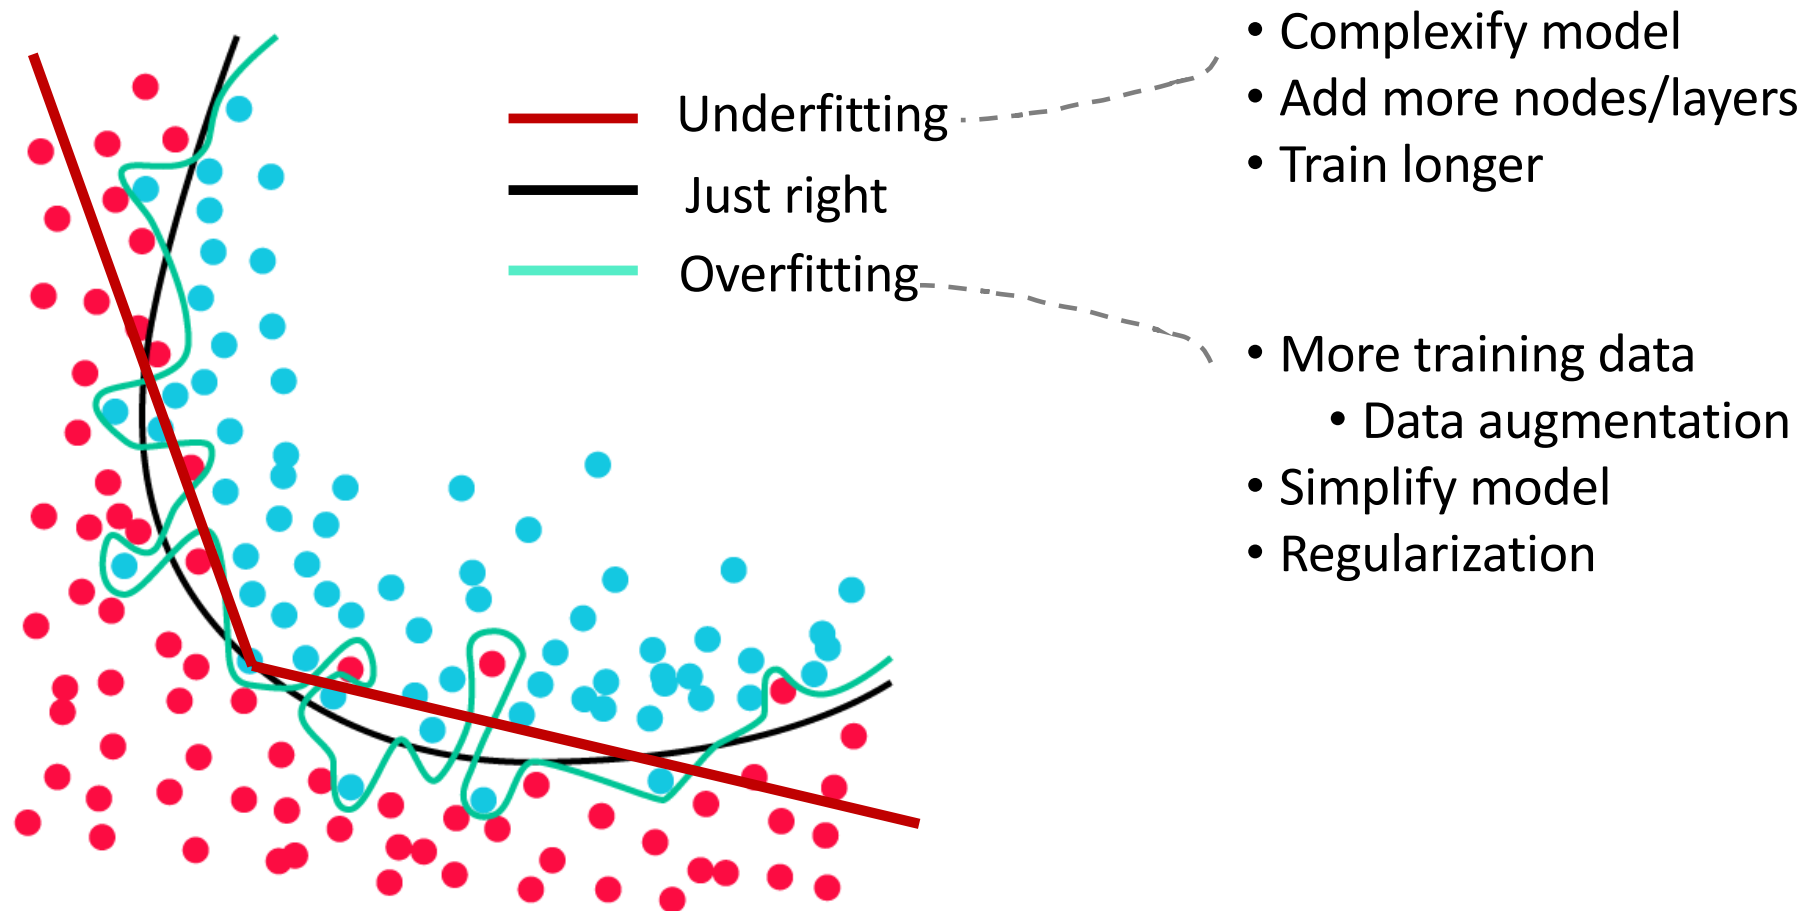 Underfitting
Just right
Overfitting
• Complexify model
• Add more nodes/layers
• Train longer
• More training data
• Data augmentation
• Simplify model
• Regularization